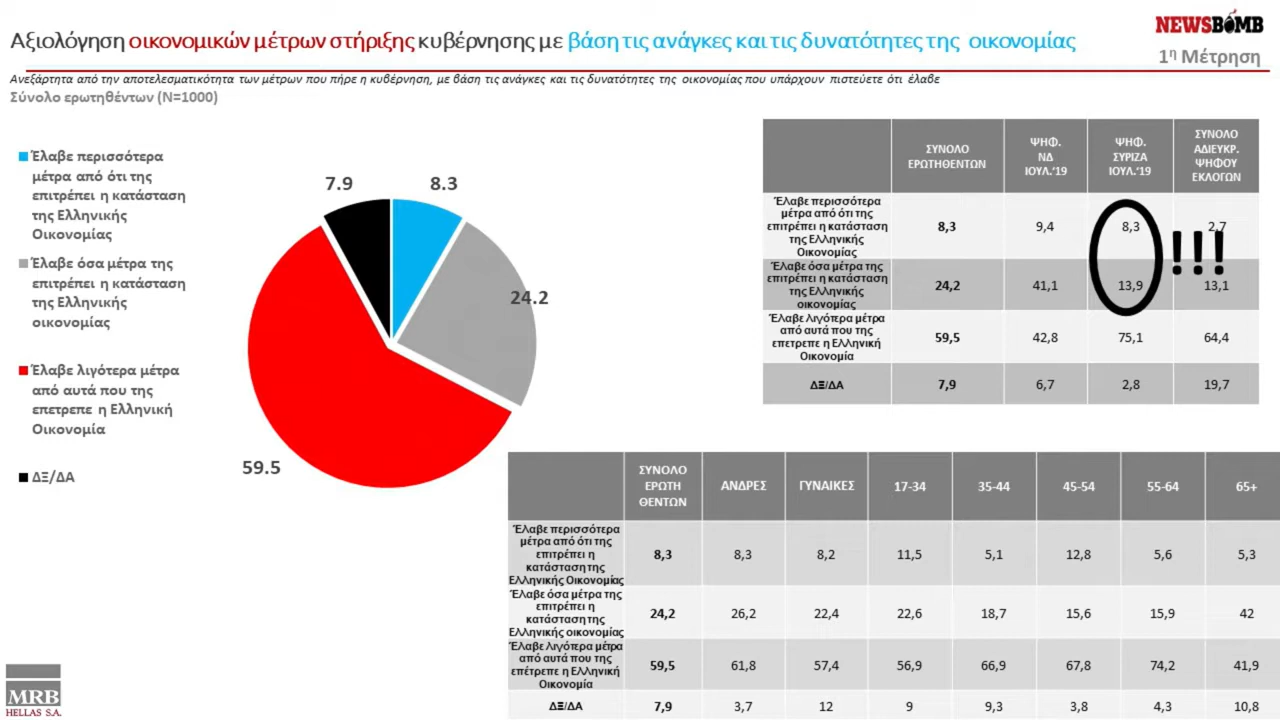 Αξιολόγηση οικονομικών μέτρων στήριξης κυβέρνησης με βάση τις ανάγκες και τις δυνατότητες της οικονομίας
NEWSBOMB
1η Μέτρηση
Ανεξάρτητα από την αποτελεσματικότητα των μέτρων που πήρε η κυβέρνηση, με βάση τις ανάγκες και τις δυνατότητες της οικονομίας που υπάρχουν πιστεύετε ότι έλαβε
Σύνολο ερωτηθέντων (N=1000)
Έλαβε περισσότερα
μέτρα από ότι της
επιτρέπει η κατάσταση
της Ελληνικής
Οικονομίας
Έλαβε όσα μέτρα της
επιτρέπει η κατάσταση
της Ελληνικής
οικονομίας
Έλαβε λιγότερα μέτρα
από αυτά που της
επετρεπε η Ελληνική
Οικονομία
ΔΞ/ΔΑ
7.9
8.3
24.2
59.5
ΣΥΝΟΛΟ
ΕΡΩΤΗΘΕΝΤΩΝ
ΨΗΦ.
ΝΔ
ΙΟΥΛ.'19
ΨΗΦ.
ΣΥΡΙΖΑ
ΙΟΥΛ.'19
ΣΥΝΟΛΟ
ΑΔΙΕΥΚΡ.
ΨΗΦΟΥ
ΕΚΛΟΓΩΝ
Έλαβε περισσότερα
μέτρα από ότι της
επιτρέπει η κατάσταση
της Ελληνικής
Οικονομίας
8,3 9,4 8,3 2,7
!!!
Έλαβε όσα μέτρα της
επιτρέπει η κατάσταση
της Ελληνικής
οικονομίας
24,2 41,1 13,9 13,1
Έλαβε λιγότερα μέτρα
από αυτά που της
επετρεπε η Ελληνική
Οικονομία
59,5 42,8 75,1 64,4
ΔΞ/ΔΑ 7,9 6,7 2,8 19,7
ΣΥΝΟΛΟ
ΕΡΩΤΗ
ΘΕΝΤΩΝ
ΑΝΔΡΕΣ ΓΥΝΑΙΚΕΣ 17-34 35-44 45-54 55-64 65+
Έλαβε περισσότερα
μέτρα από ότι της
επιτρέπει η
κατάσταση της
Ελληνικής Οικονομίας
8,3 8,3 8,2 11,5 5,1 12,8 5,6 5,3
Έλαβε όσα μέτρα της
επιτρέπει η
κατάσταση της
Ελληνικής οικονομίας
24,2 26,2 22,4 22,6 18,7 15,6 15,9 42
Έλαβε λιγότερα μέτρα
από αυτά που της
επέτρεπε η Ελληνική
Οικονομία
59,5 61,8 57,4 56,9 66,9 67,8 74,2 41,9
ΔΞ/ΔΑ 7,9 3,7 12 9 9,3 3,8 4,3 10,8
MRB
HELLAS S.A.